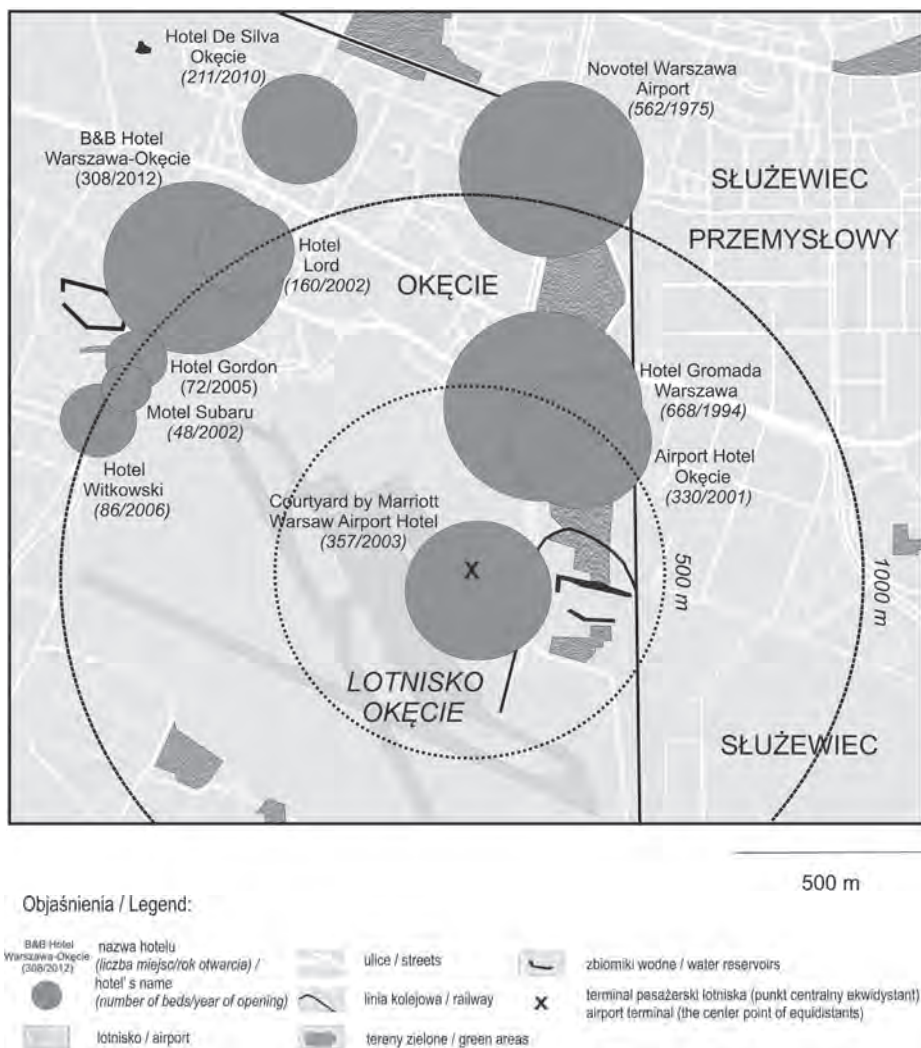 Hotel De Silva
Okęcie
(211/2010)
Novotel Warszawa
Airport
(562/1975)
B&B Hotel
Warszawa-Okęcie
(308/2012)
SŁUŻEWIEC
PRZEMYSŁOWY
Hotel
Lord
(160/2002)
OKĘCIE
Hotel Gordon
(72/2005)
Motel Subaru
(48/2002)
Hotel
Witkowski
(86/2006)
Hotel Gromada
Warszawa
(668/1994)
Airport Hotel
Okęcie
(330/2001)
Courtyard by Marriott
Warsaw Airport Hotel
(357/2003)
X
500 m
1000 m
LOTNISKO
OKĘCIE
SŁUŻEWIEC
500 m
Objaśnienia / Legend:
B&B Hotel
Warszawa-Okęcie
(308/2012)
nazwa hotelu
(liczba miejsc/rok otwarcia) /
hotel' s name
(number of beds/year of opening)
lotnisko / airport
ulice / streets
linia kolejowa / railway
tereny zielone / green areas
zbiorniki wodne / water reservoirs
X
terminal pasażerski lotniska (punkt centralny ekwidystant)
airport terminal (the center point of equidistants)